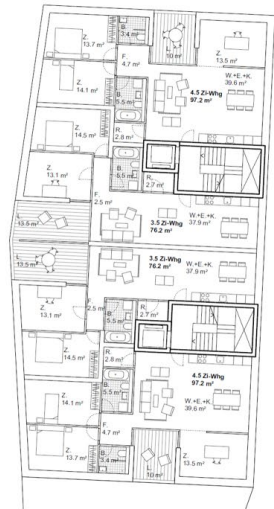 B.
3.4 m²
Z.
13.7 m²
L.
10 m²
Z.
13.5 m²
F.
4.7 m²
W.+E.+K.
39.6 m²
4.5 Zi-Whg
97.2 m²
Z.
14.1 m²
B.
5.5 m²
Z.
14.5 m²
R.
2.8 m²
B.
5.5 m²
Z.
13.1 m²
R.
2.7 m²
F.
2.5 m²
3.5 Zi-Whg
76.2 m²
W.+E.+K.
37.9 m²
L.
13.5 m²
L.
13.5 m²
3.5 Zi-Whg
76.2 m²
W.+E.+K.
37.9 m²
Z.
13.1 m²
F.
2.5 m²
B.
5.5 m²
R.
2.7 m²
Z.
14.5 m²
R.
2.8 m²
4.5 Zi-Whg
97.2 m²
W.+E.+K.
39.6 m²
Z.
14.1 m²
B.
5.5 m²
F.
4.7 m²
Z.
13.7 m²
B.
3.4 m²
L.
10 m²
Z.
13.5 m²